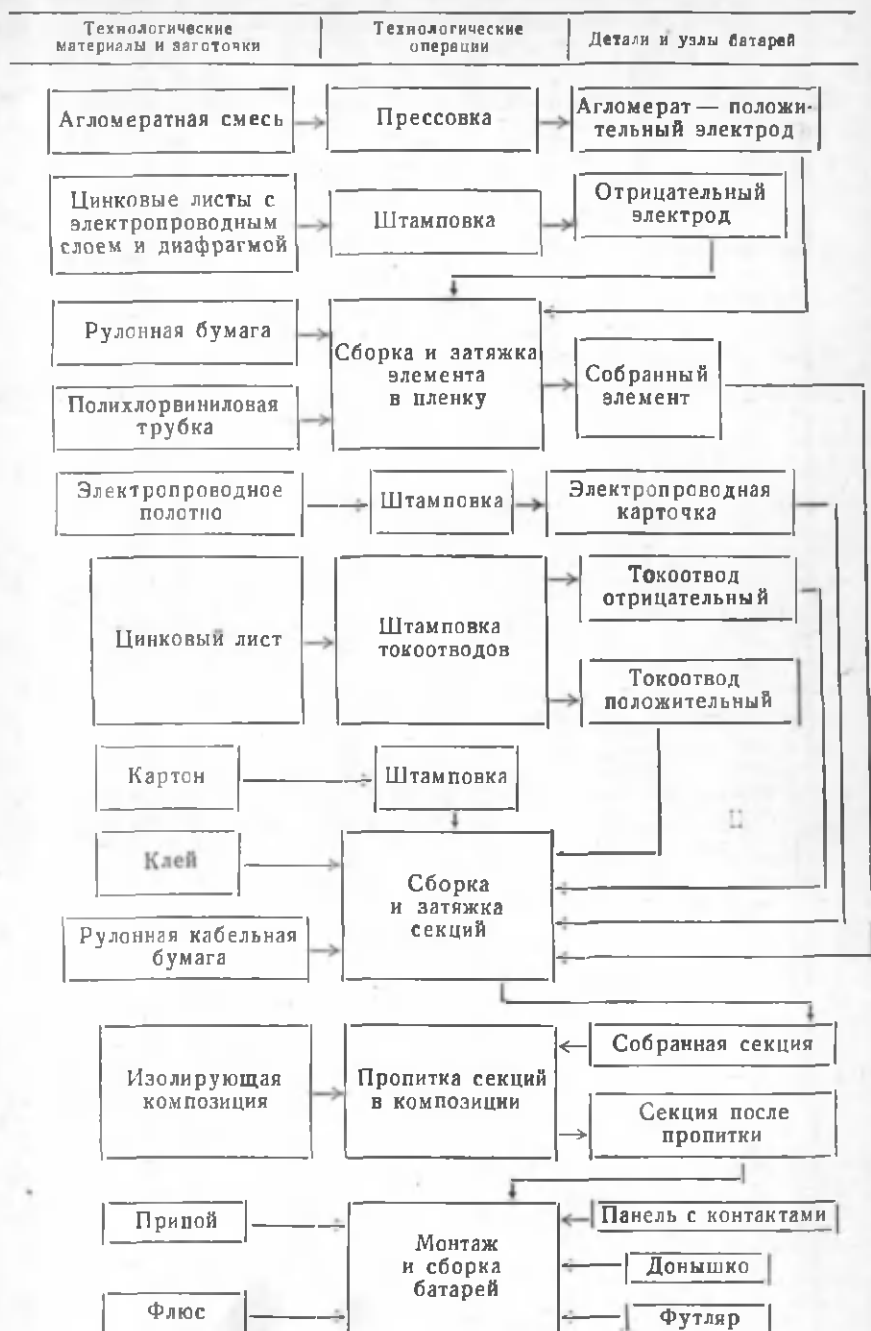 Технологические
материалы и заготовки
Технологические
операции
Детали и узлы батарей
Агломератная смесь
Прессовка
Агломерат — положи-
тельный электрод
Цинковые листы с
электропроводным
слоем и диафрагмой
Штамповка
Отрицательный
электрод
Рулонная бумага
Полихлорвиниловая
трубка
Сборка и затяжка
элемента
в пленку
Собранный
элемент
Электропроводное
полотно
Штамповка
Электропроводная
карточка
Цинковый лист
Штамповка
токоотводов
Токоотвод
отрицательный
Токоотвод
положительный
Картон
Штамповка
Клей
Рулонная кабельная
бумага
Сборка
и затяжка
секций
Изолирующая
композиция
Пропитка секций
в композиции
Собранная секция
Секция после
пропитки
Припой
Флюс
Монтаж
и сборка
батарей
Панель с контактами
Донышко
Футляр